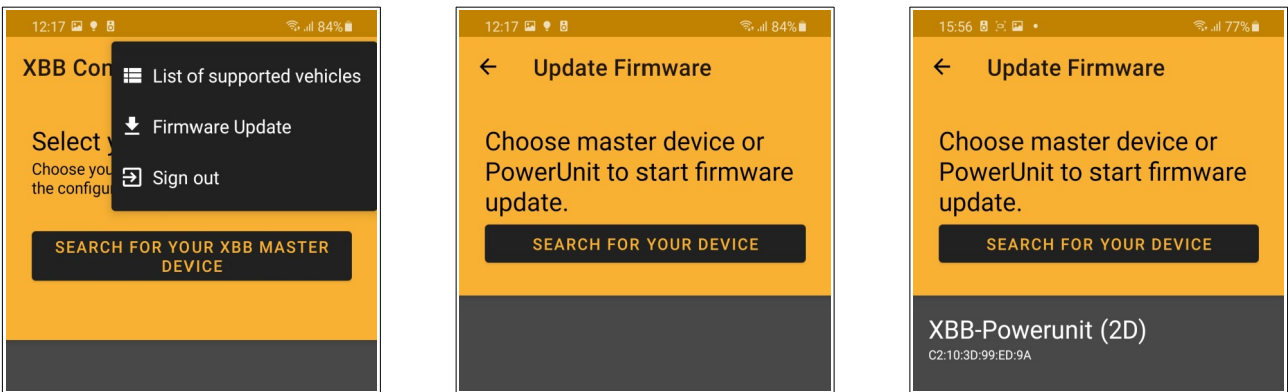 12:17
84%
XBB Con
List of supported vehicles
Firmware Update
Sign out
Select
Choose you
the configu
SEARCH FOR YOUR XBB MASTER
DEVICE
12:17
84%
Update Firmware
Choose master device or
PowerUnit to start firmware
update.
SEARCH FOR YOUR DEVICE
15:56
77%
Update Firmware
Choose master device or
PowerUnit to start firmware
update.
SEARCH FOR YOUR DEVICE
XBB-Powerunit (2D)
C2:10:3D:99:ED:9A